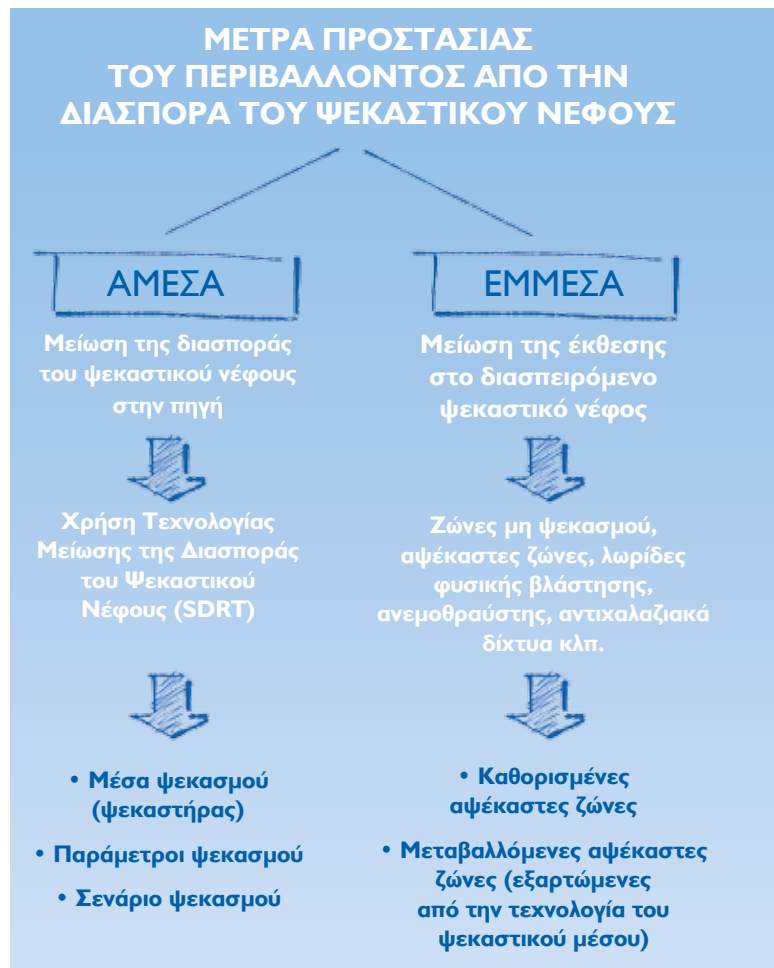 ΜΕΤΡΑ ΠΡΟΣΤΑΣΙΑΣ
ΤΟΥ ΠΕΡΙΒΑΛΛΟΝΤΟΣ ΑΠΟ ΤΗΝ
ΔΙΑΣΠΟΡΑ ΤΟΥ ΨΕΚΑΣΤΙΚΟΥ ΝΕΦΟΥΣ
ΑΜΕΣΑ
Μείωση της διασποράς
του ψεκαστικού νέφους
στην πηγή
Χρήση Τεχνολογίας
Μείωσης της Διασποράς
του Ψεκαστικού
Νέφους (SDRT)
• Μέσα ψεκασμού
(ψεκαστήρας)
• Παράμετροι ψεκασμού
• Σενάριο ψεκασμού
ΕΜΜΕΣΑ
Μείωση της έκθεσης
στο διασπειρόμενο
ψεκαστικό νέφος
Ζώνες μη ψεκασμού,
αψέκαστες ζώνες, λωρίδες
φυσικής βλάστησης,
ανεμοθραύστης, αντιχαλαζιακά
δίχτυα κλπ.
• Καθορισμένες
αψέκαστες ζώνες
• Μεταβαλλόμενες αψέκαστες
ζώνες (εξαρτώμενες
από την τεχνολογία του
ψεκαστικού μέσου)